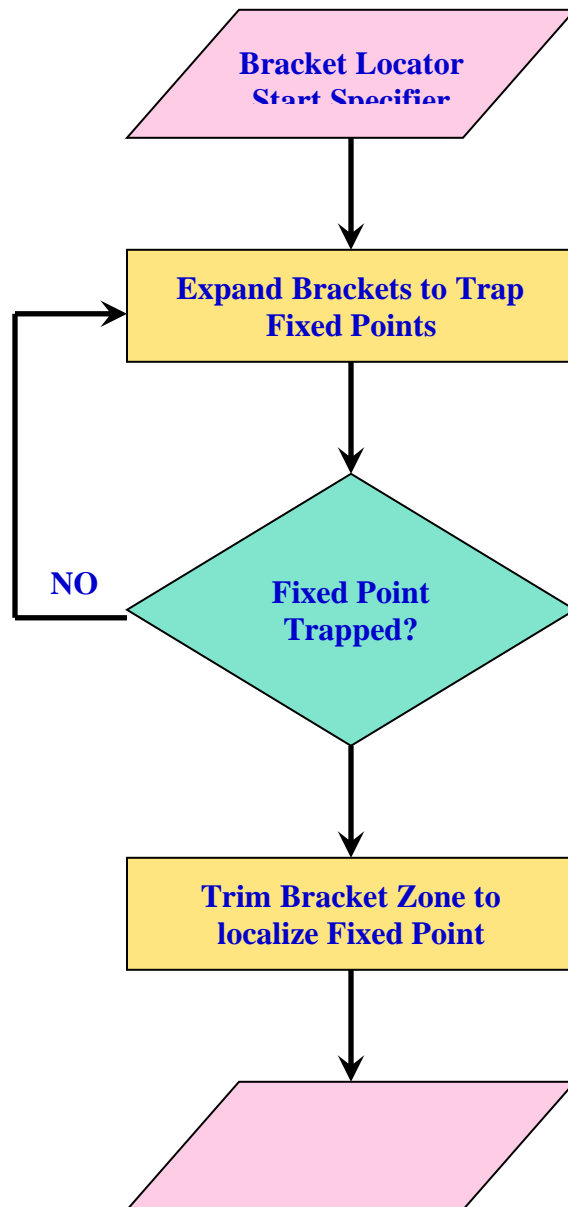 Bracket Locator
Start Specifier
Expand Brackets to Trap
Fixed Points
Fixed Point
Trapped?
NO
Trim Bracket Zone to
localize Fixed Point